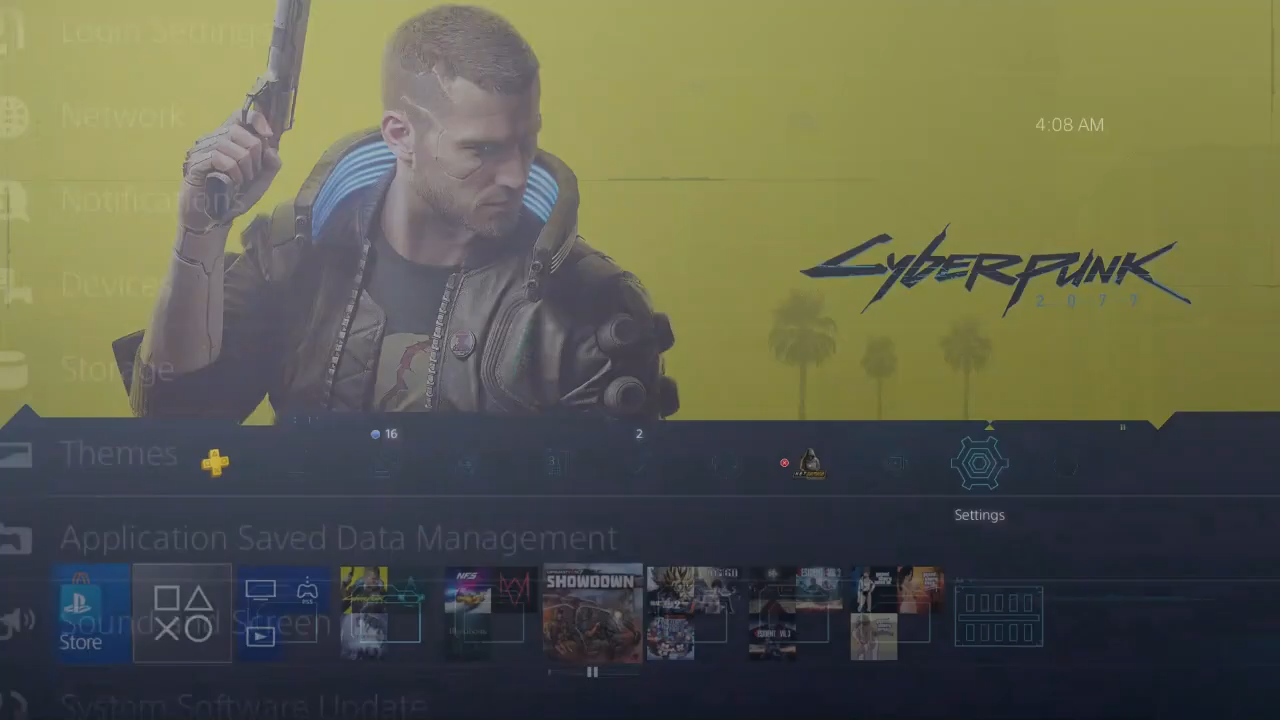 Login Settings
Network
4:08 AM
Notifications
CYBERPUNK
2077
Devices
Storage
16
2
Themes
Settings
Application Saved Data Management
NFS
SHOWDOWN
Store
Sound and Screen
System Software Update